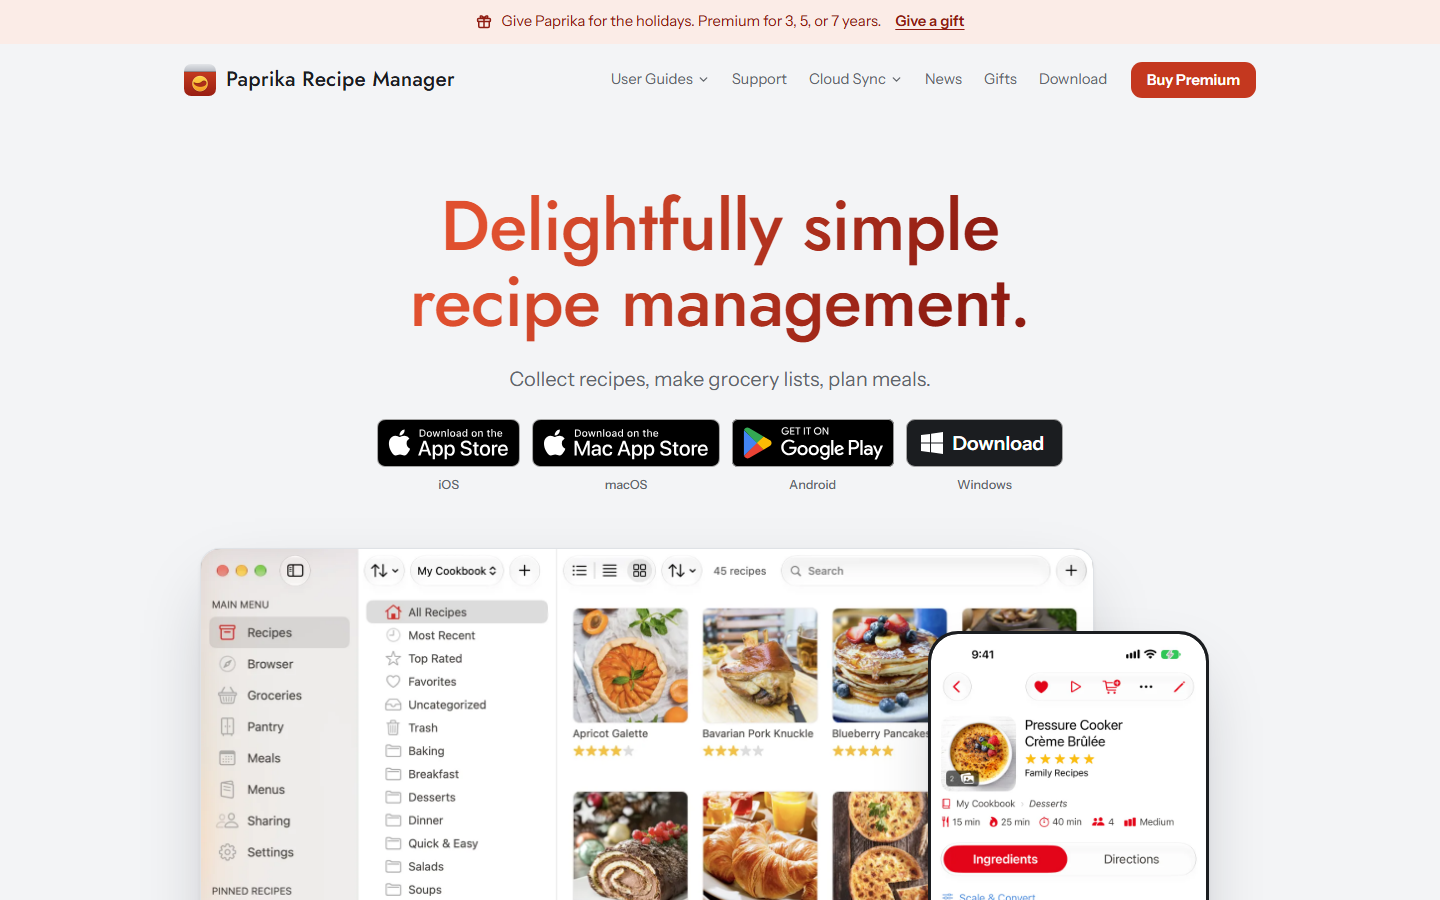 Give Paprika for the holidays. Premium for 3, 5, or 7 years. Give a gift
Paprika Recipe Manager
User Guides
Support
Cloud Sync
News
Gifts
Download
Buy Premium
Delightfully simple
recipe management.
Collect recipes, make grocery lists, plan meals.
Download on the
App Store
iOS
Download on the
Mac App Store
macOS
GET IT ON
Google Play
Android
Download
Windows
My Cookbook
45 recipes
Search
MAIN MENU
Recipes
Browser
Groceries
Pantry
Meals
Menus
Sharing
Settings
PINNED RECIPES
All Recipes
Most Recent
Top Rated
Favorites
Uncategorized
Trash
Baking
Breakfast
Desserts
Dinner
Quick & Easy
Salads
Soups
Apricot Galette
Bavarian Pork Knuckle
Blueberry Pancakes
9:41
Pressure Cooker
Crème Brûlée
Family Recipes
2
My Cookbook · Desserts
15 min
25 min
40 min
4
Medium
Ingredients
Directions
Scale & Convert